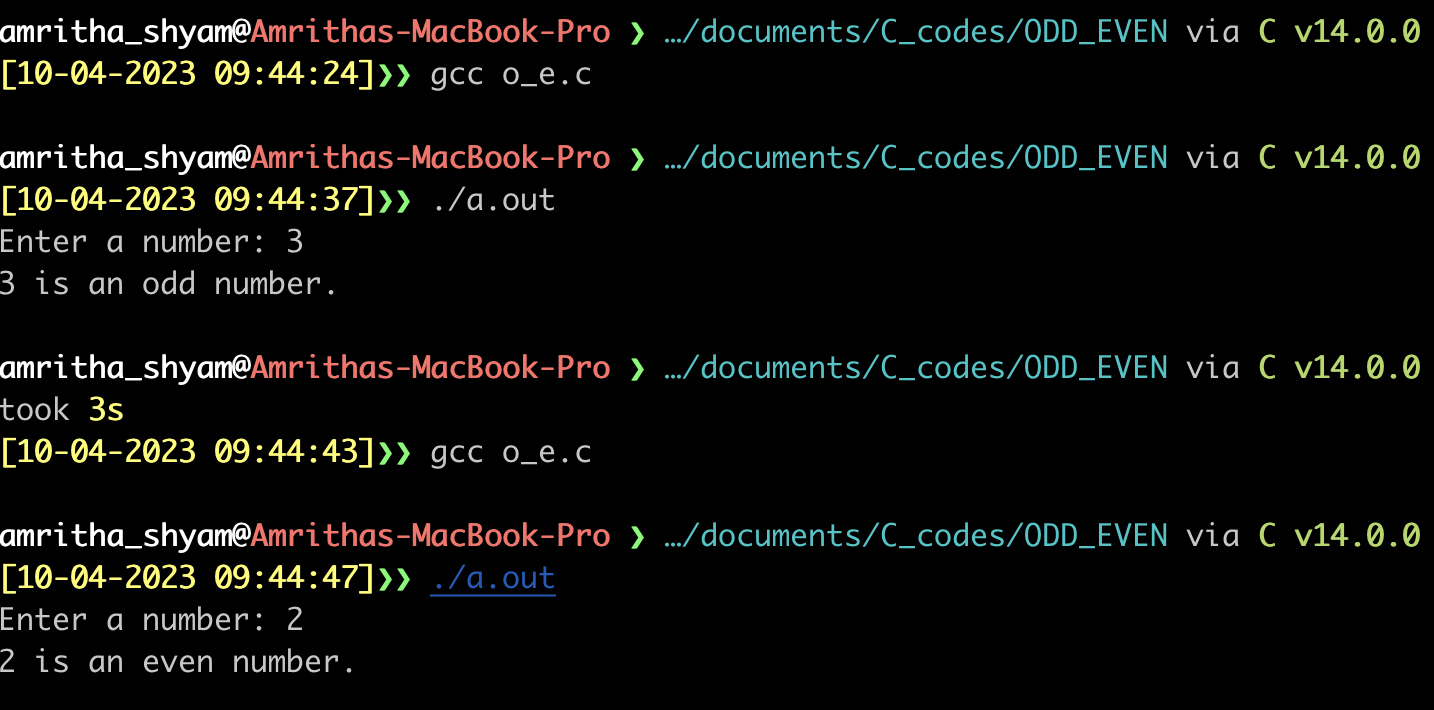 amritha_shyam@Amrithas-MacBook-Pro ❯ …/documents/C_codes/ODD_EVEN via C v14.0.0
[10-04-2023 09:44:24]❯❯ gcc o_e.c
amritha_shyam@Amrithas-MacBook-Pro ❯ …/documents/C_codes/ODD_EVEN via C v14.0.0
[10-04-2023 09:44:37]❯❯ ./a.out
Enter a number: 3
3 is an odd number.
amritha_shyam@Amrithas-MacBook-Pro ❯ …/documents/C_codes/ODD_EVEN via C v14.0.0
took 3s
[10-04-2023 09:44:43]❯❯ gcc o_e.c
amritha_shyam@Amrithas-MacBook-Pro ❯ …/documents/C_codes/ODD_EVEN via C v14.0.0
[10-04-2023 09:44:47]❯❯ ./a.out
Enter a number: 2
2 is an even number.